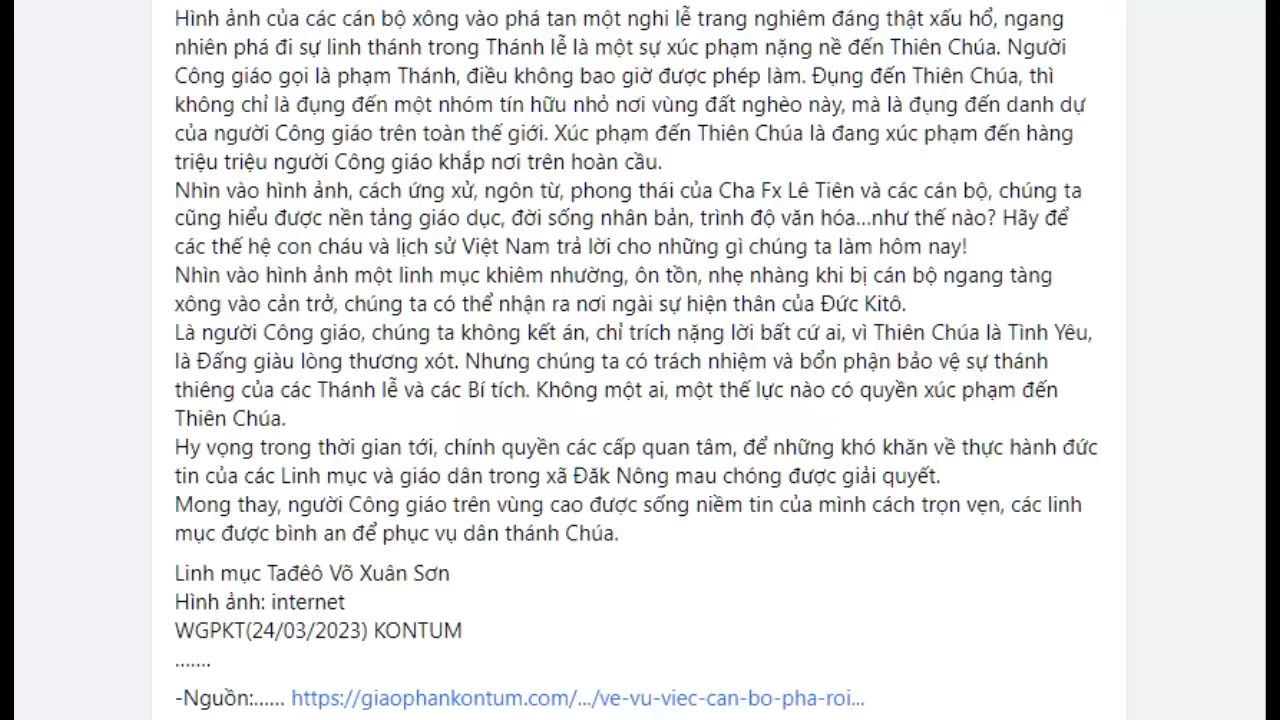 Hình ảnh của các cán bộ xông vào phá tan một nghi lễ trang nghiêm đáng thật xấu hổ, ngang
nhiên phá đi sự linh thánh trong Thánh lễ là một sự xúc phạm nặng nề đến Thiên Chúa. Người
Công giáo gọi là phạm Thánh, điều không bao giờ được phép làm. Đụng đến Thiên Chúa, thì
không chỉ là đụng đến một nhóm tín hữu nhỏ nơi vùng đất nghèo này, mà là đụng đến danh dự
của người Công giáo trên toàn thế giới. Xúc phạm đến Thiên Chúa là đang xúc phạm đến hàng
triệu triệu người Công giáo khắp nơi trên hoàn cầu.
Nhìn vào hình ảnh, cách ứng xử, ngôn từ, phong thái của Cha Fx Lê Tiên và các cán bộ, chúng ta
cũng hiểu được nền tảng giáo dục, đời sống nhân bản, trình độ văn hóa...như thế nào? Hãy để
các thế hệ con cháu và lịch sử Việt Nam trả lời cho những gì chúng ta làm hôm nay!
Nhìn vào hình ảnh một linh mục khiêm nhường, ôn tồn, nhẹ nhàng khi bị cán bộ ngang tàng
xông vào cản trở, chúng ta có thể nhận ra nơi ngài sự hiện thân của Đức Kitô.
Là người Công giáo, chúng ta không kết án, chỉ trích nặng lời bất cứ ai, vì Thiên Chúa là Tình Yêu,
là Đấng giàu lòng thương xót. Nhưng chúng ta có trách nhiệm và bổn phận bảo vệ sự thánh
thiêng của các Thánh lễ và các Bí tích. Không một ai, một thế lực nào có quyền xúc phạm đến
Thiên Chúa.
Hy vọng trong thời gian tới, chính quyền các cấp quan tâm, để những khó khăn về thực hành đức
tin của các Linh mục và giáo dân trong xã Đăk Nông mau chóng được giải quyết.
Mong thay, người Công giáo trên vùng cao được sống niềm tin của mình cách trọn vẹn, các linh
mục được bình an để phục vụ dân thánh Chúa.
Linh mục Tađêô Võ Xuân Sơn
Hình ảnh: internet
WGPKT(24/03/2023) KONTUM
.......
-Nguồn:...... https://giaophankontum.com/.../ve-vu-viec-can-bo-pha-roi...